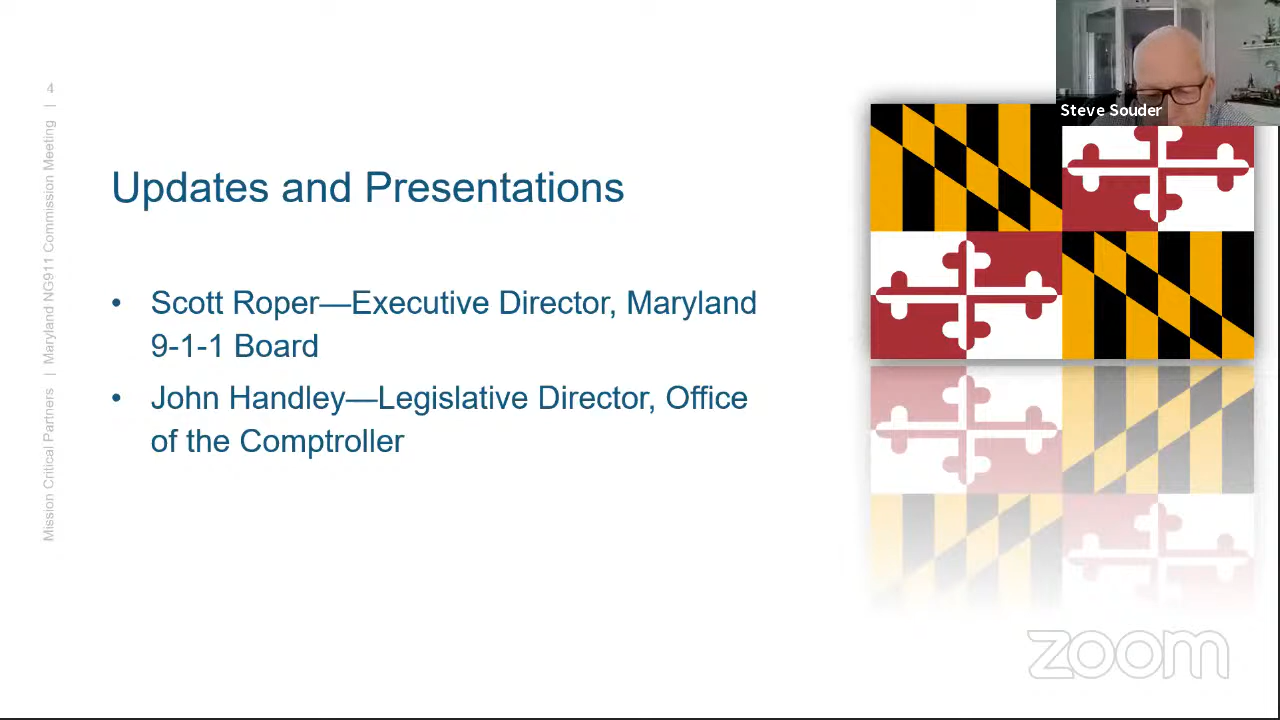 4
Mission Critical Partners | Maryland NG911 Commission Meeting |
Steve Souder
Updates and Presentations
• Scott Roper—Executive Director, Maryland
9-1-1 Board
• John Handley—Legislative Director, Office
of the Comptroller
zoom